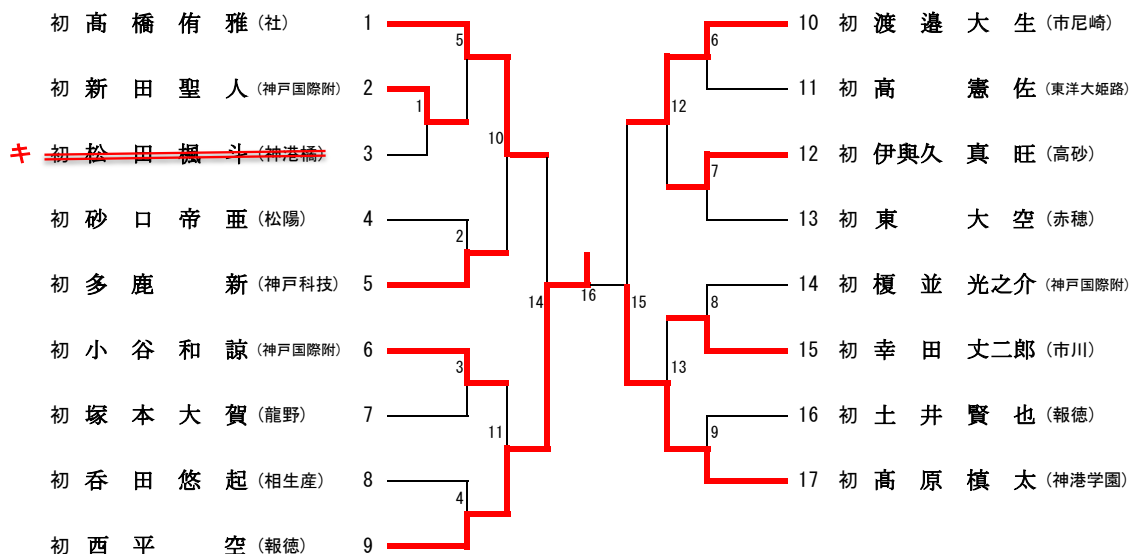 初 髙橋侑雅 (社) 1
初 新田聖人 (神戸国際附) 2
キ 初 松田楓斗 (神港橘) 3
初 砂口帝亜 (松陽) 4
初 多鹿新 (神戸科技) 5
初 小谷和諒 (神戸国際附) 6
初 塚本大賀 (龍野) 7
初 呑田悠起 (相生産) 8
初 西平空 (報徳) 9
5
1
10
2
14
3
11
4
16
10 初 渡邉大生 (市尼崎)
11 初 高憲佐 (東洋大姫路)
12 初 伊與久真旺 (高砂)
13 初 東大空 (赤穂)
14 初 榎並光之介 (神戸国際附)
15 初 幸田丈二郎 (市川)
16 初 土井賢也 (報徳)
17 初 髙原槙太 (神港学園)
6
12
7
15
8
13
9